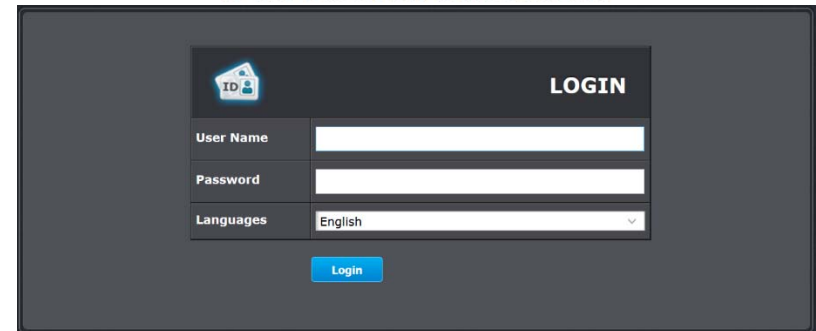 ID
LOGIN
User Name
Password
Languages English
Login